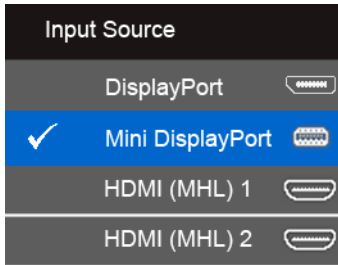 Input Source
DisplayPort
Mini DisplayPort
HDMI (MHL) 1
HDMI (MHL) 2